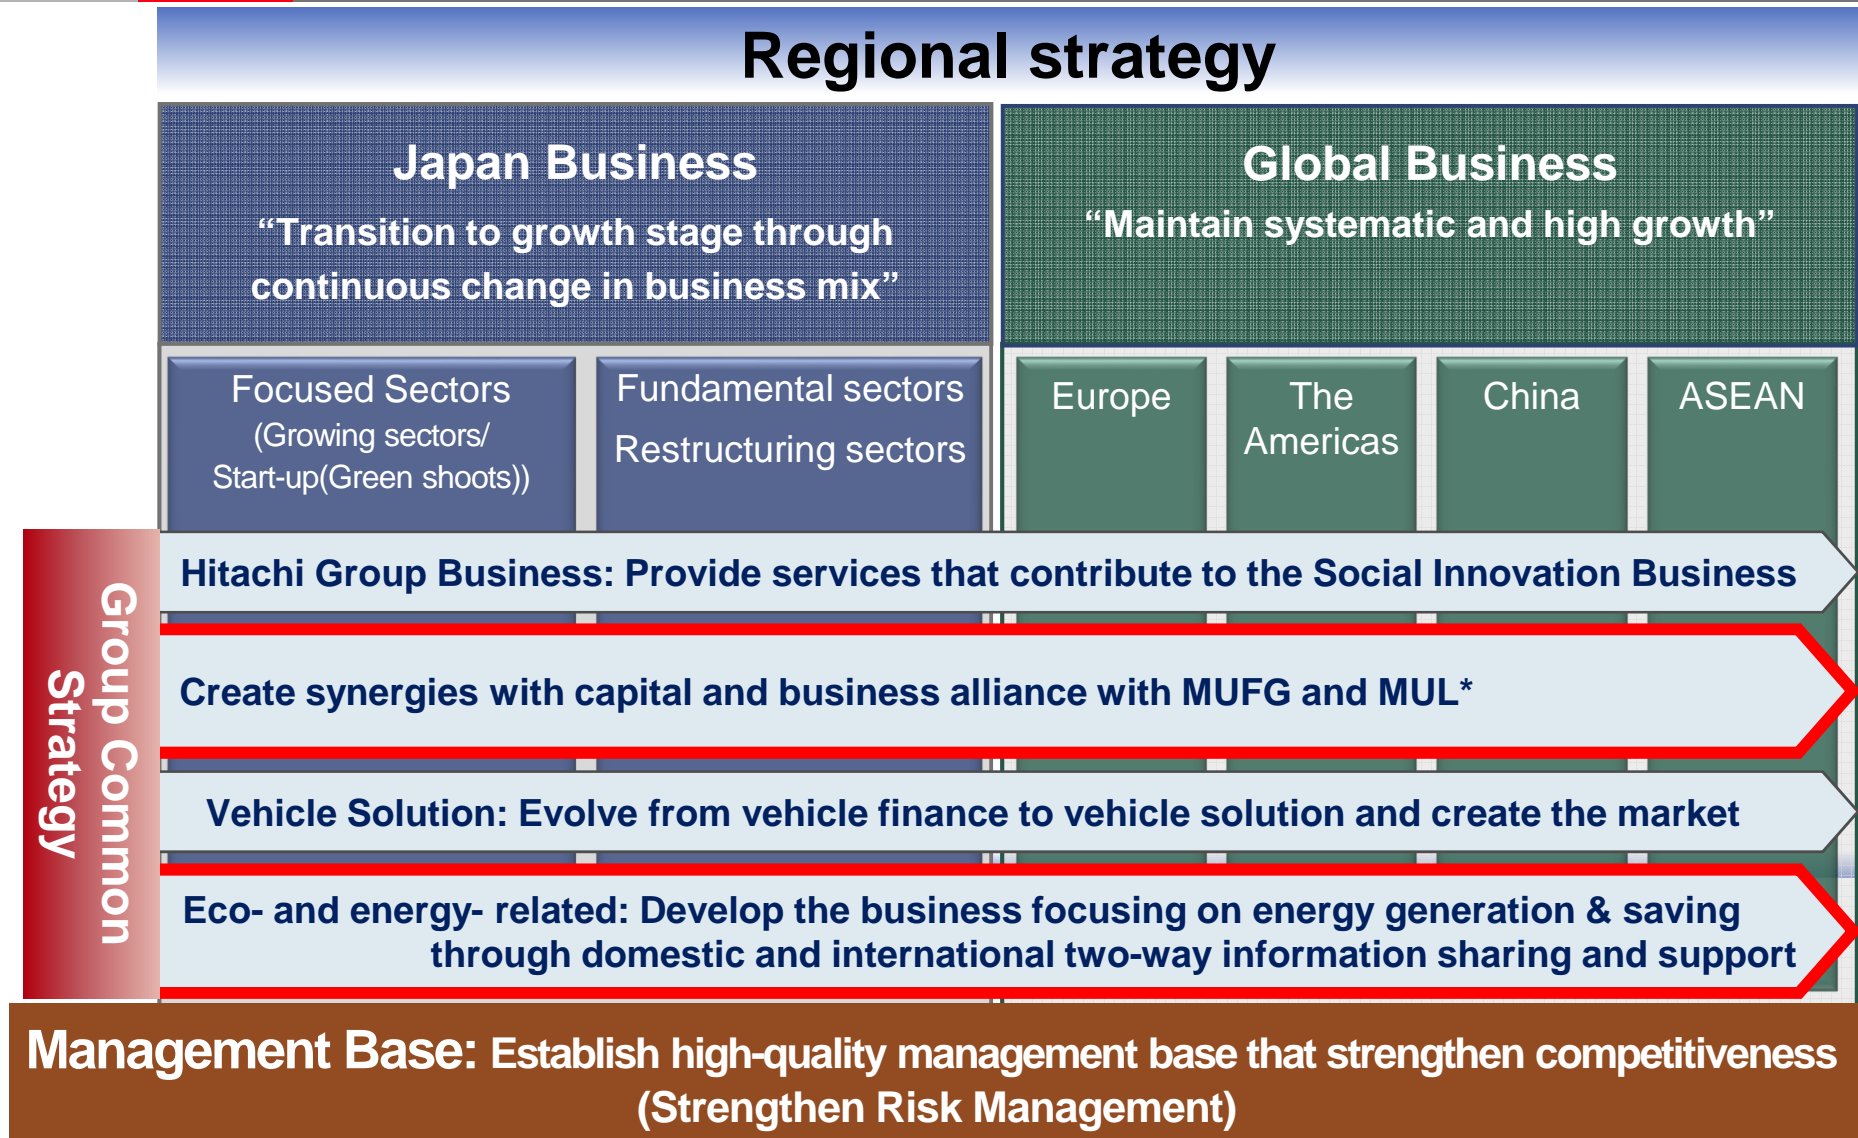 Regional strategy
Japan Business
“Transition to growth stage through
continuous change in business mix”
Global Business
“Maintain systematic and high growth”
Focused Sectors
(Growing sectors/
Start-up(Green shoots))
Fundamental sectors
Restructuring sectors
Europe
The
Americas
China
ASEAN
Group Common
Strategy
Hitachi Group Business: Provide services that contribute to the Social Innovation Business
Create synergies with capital and business alliance with MUFG and MUL*
Vehicle Solution: Evolve from vehicle finance to vehicle solution and create the market
Eco- and energy- related: Develop the business focusing on energy generation & saving
through domestic and international two-way information sharing and support
Management Base: Establish high-quality management base that strengthen competitiveness
(Strengthen Risk Management)